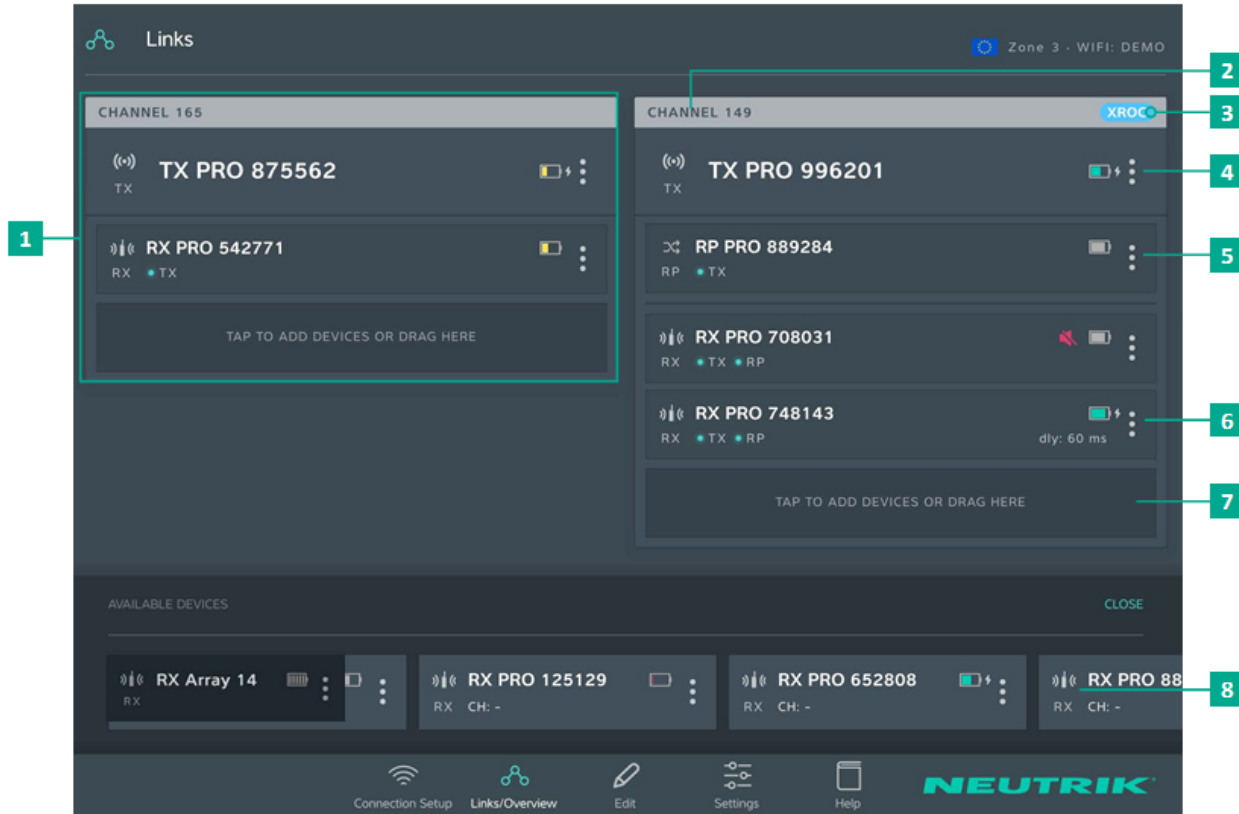 Links
Zone 3 · WIFI: DEMO
2
CHANNEL 165
CHANNEL 149
XROC
3
TX PRO 875562
TX
TX PRO 996201
TX
4
1
RX PRO 542771
RX TX
RP PRO 889284
RP TX
5
TAP TO ADD DEVICES OR DRAG HERE
RX PRO 708031
RX TX RP
RX PRO 748143
RX TX RP
dly: 60 ms
6
TAP TO ADD DEVICES OR DRAG HERE
7
AVAILABLE DEVICES
CLOSE
RX Array 14
RX
RX PRO 125129
RX CH: -
RX PRO 652808
RX CH: -
RX PRO 88
RX CH: -
8
Connection Setup
Links/Overview
Edit
Settings
Help
NEUTRIK